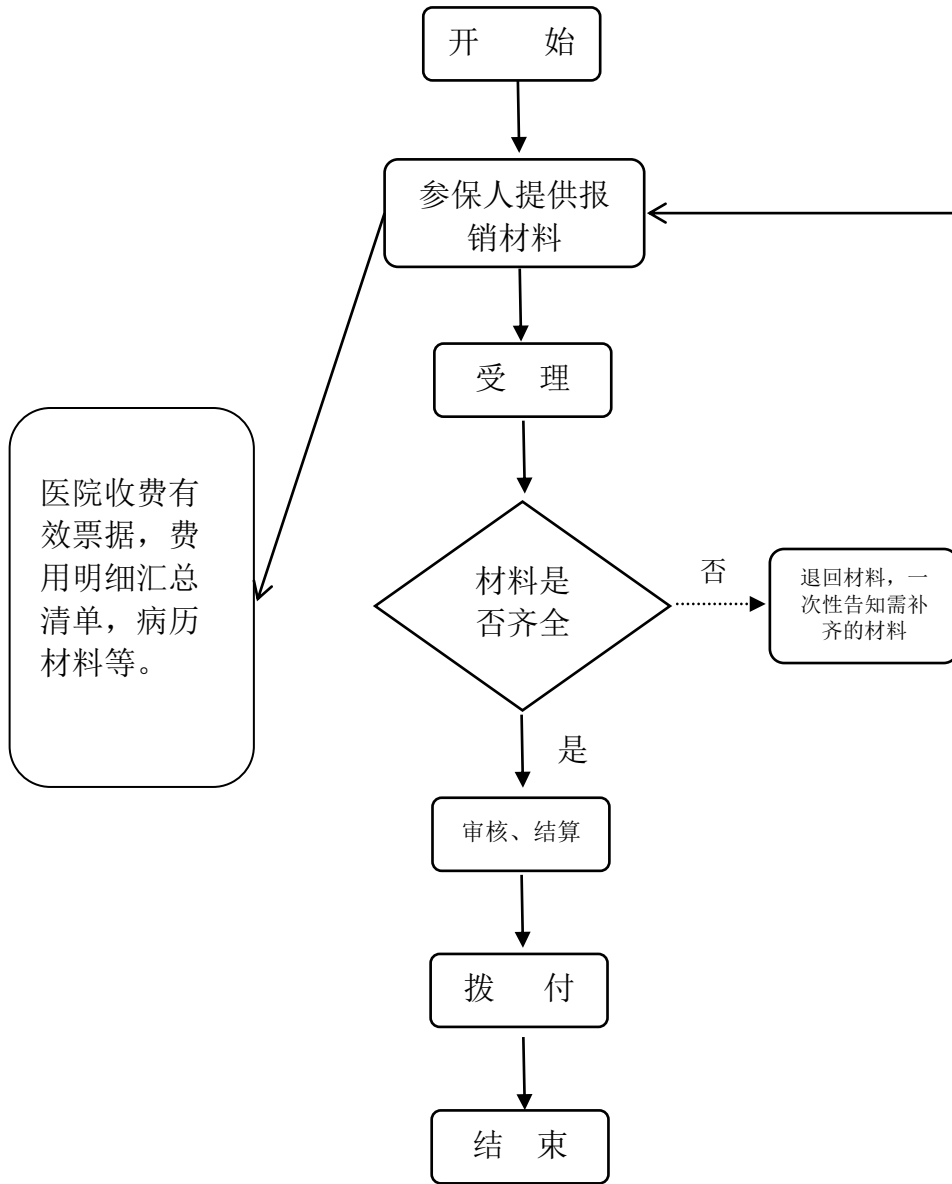 开 始
参保人提供报
销材料
受 理
医院收费有
效票据，费
用明细汇总
清单，病历
材料等。
材料是
否齐全
否
退回材料，一
次性告知需补
齐的材料
是
审核、结算
拨 付
结 束